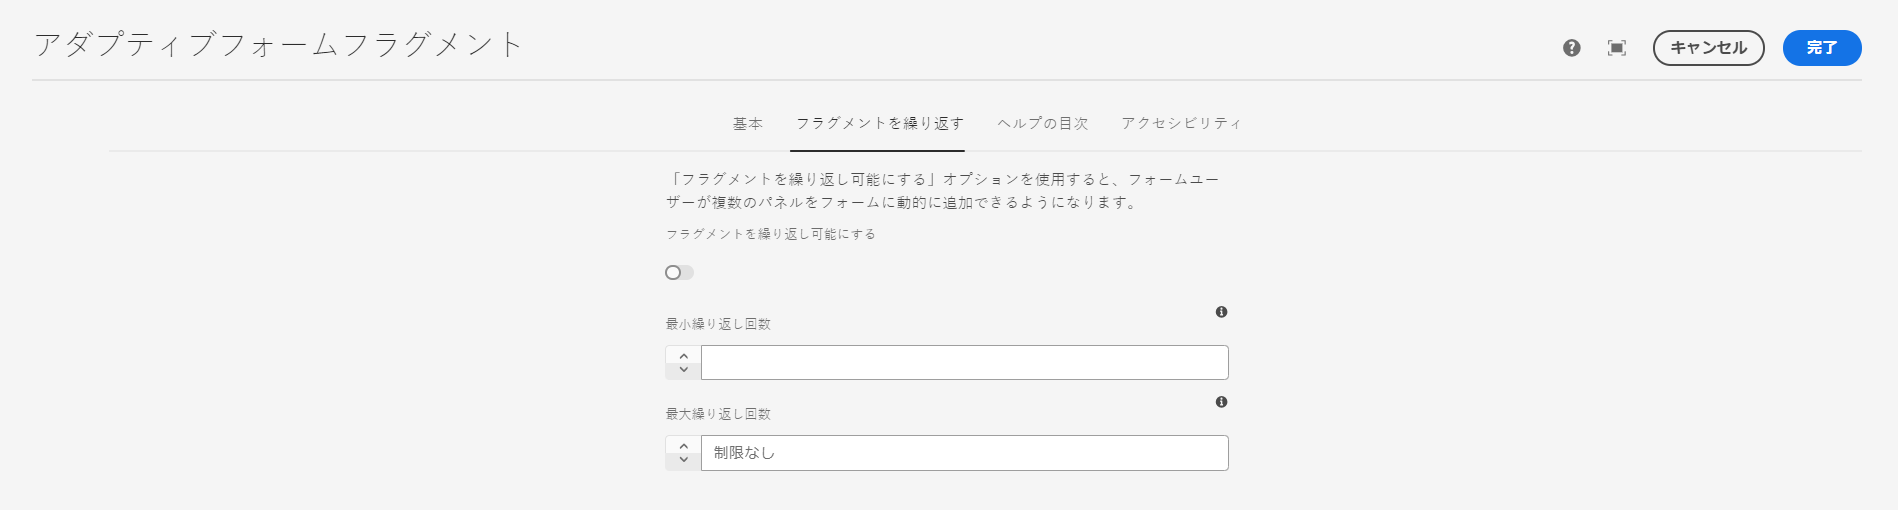 アダプティブフォームフラグメント
キャンセル
完了
基本
フラグメントを繰り返す
ヘルプの目次
アクセシビリティ
「フラグメントを繰り返し可能にする」オプションを使用すると、フォームユー
ザーが複数のパネルをフォームに動的に追加できるようになります。
フラグメントを繰り返し可能にする
最小繰り返し回数
最大繰り返し回数
制限なし